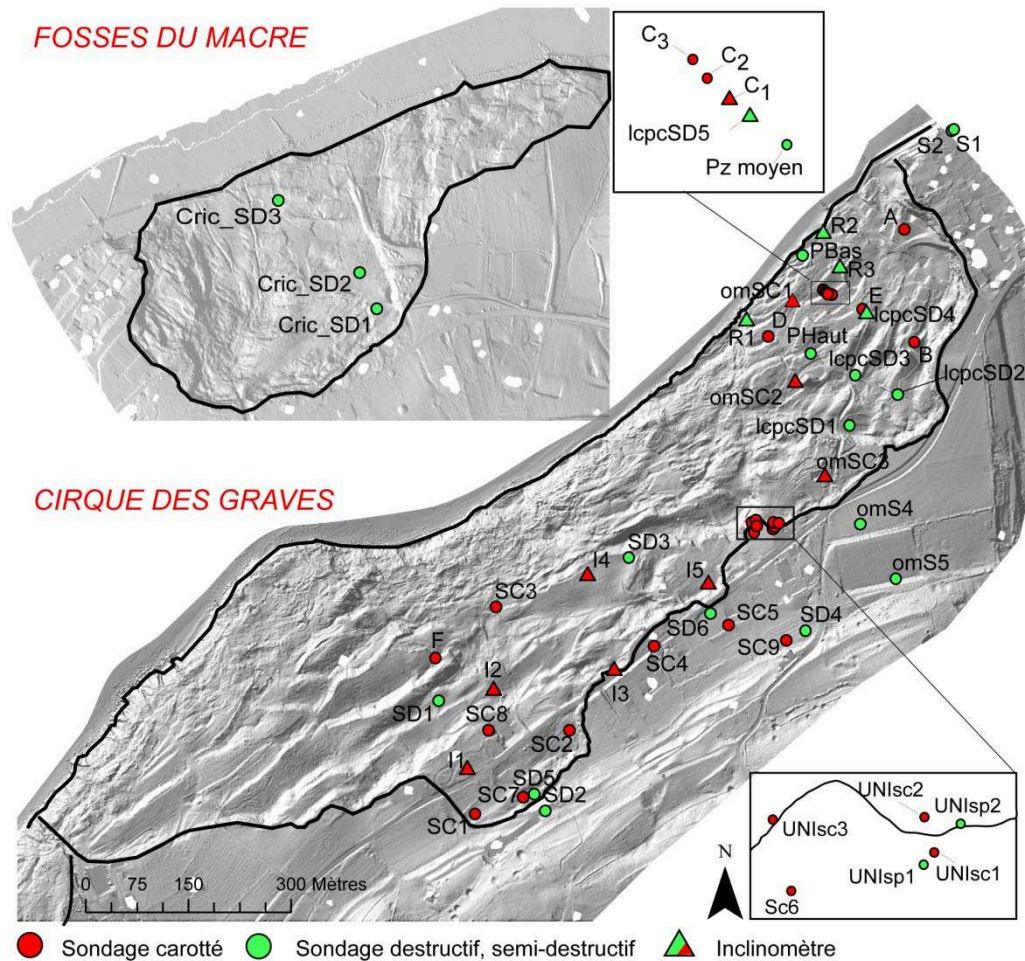 FOSSES DU MACRE
C3
C2
C1
lcpcSD5
Pz moyen
S2
S1
Cric_SD3
Cric_SD2
Cric_SD1
A
R2
PBas
R3
omSC1
E
lcpcSD4
R1
D
PHaut
lcpcSD3
B
lcpcSD2
omSC2
lcpcSD1
omSC3
CIRQUE DES GRAVES
omS4
omS5
SD3
I4
I5
SC3
SD6
SC5
SD4
SC9
SC4
F
I2
I3
SD1
SC8
SC2
I1
SC7
SD5
SD2
SC1
UNIsc2
UNIsp2
UNIsc3
UNIsp1
UNIsc1
Sc6
N
0 75 150 300 Mètres
Sondage carotté
Sondage destructif, semi-destructif
Inclinomètre